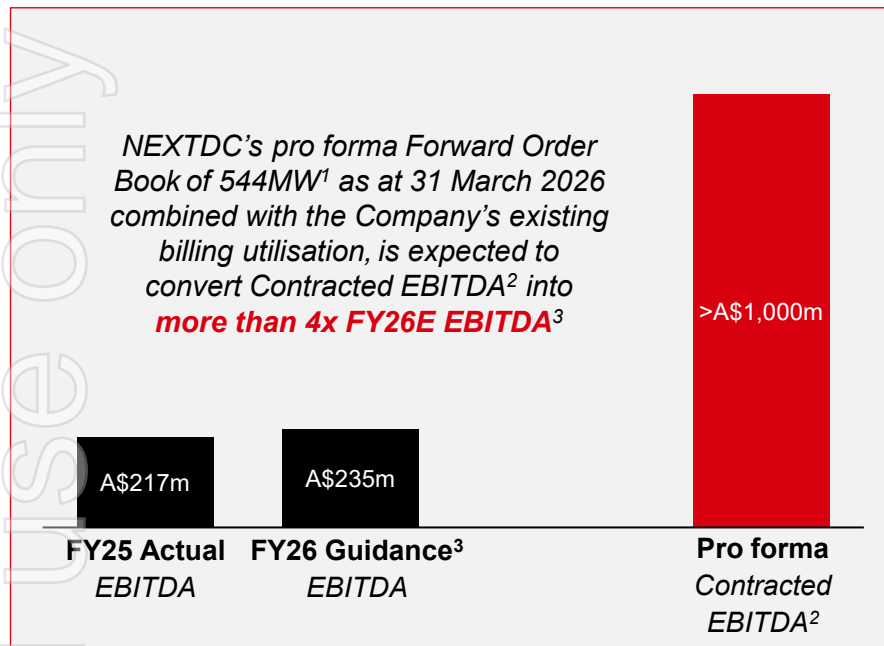 NEXTDC's pro forma Forward Order
Book of 544MW¹ as at 31 March 2026
combined with the Company's existing
billing utilisation, is expected to
convert Contracted EBITDA² into
more than 4x FY26E EBITDA³
>A$1,000m
A$217m
A$235m
FY25 Actual
EBITDA
FY26 Guidance³
EBITDA
Pro forma
Contracted
EBITDA²
use only